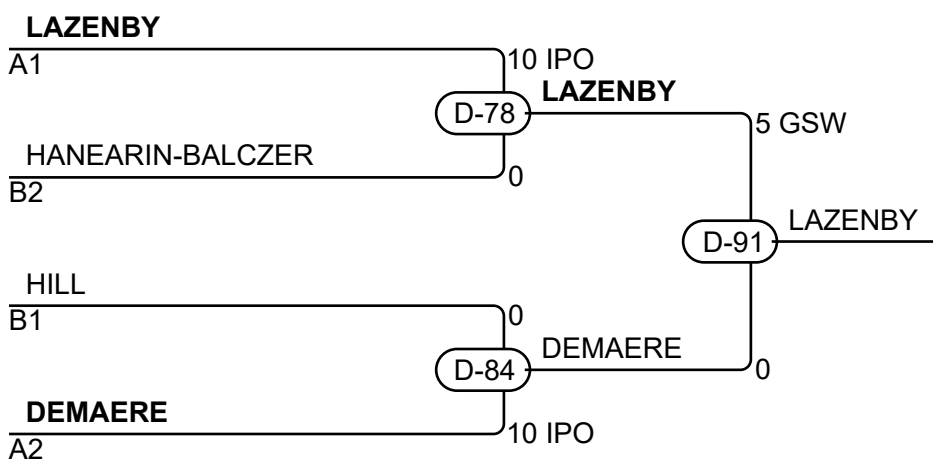 LAZENBY
A1
10 IPO
LAZENBY
D-78
5 GSW
HANEARIN-BALCZER
B2
0
LAZENBY
D-91
HILL
B1
0
DEMAERE
D-84
0
DEMAERE
A2
10 IPO